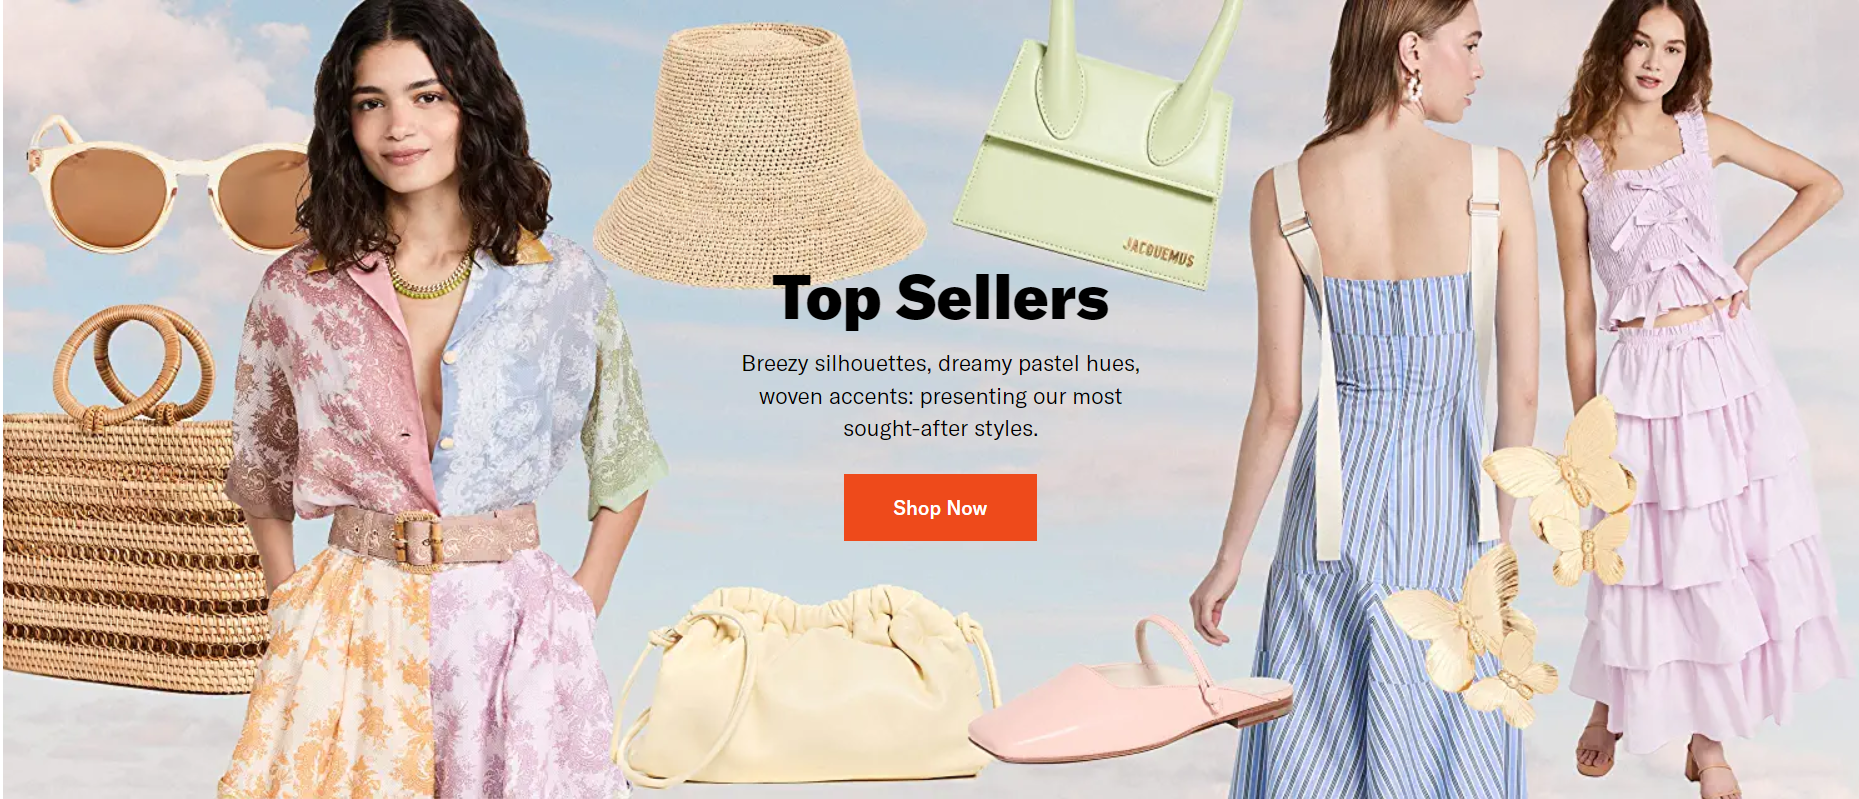 JACQUEMUS
Top Sellers
Breezy silhouettes, dreamy pastel hues,
woven accents: presenting our most
sought-after styles.
Shop Now